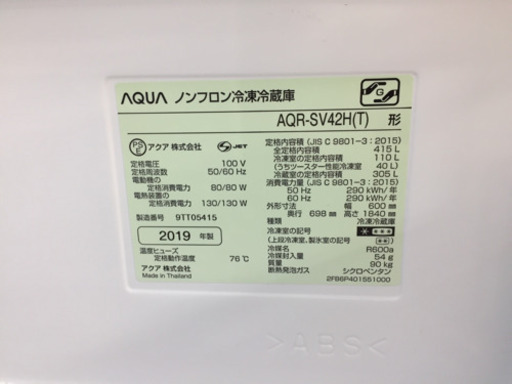 AQUA ノンフロン冷凍冷蔵庫
AQR-SV42H(T) 形
PS E アクア 株式会社 S JET
定格電圧 100 V
定格周波数 50/60 Hz
電動機の
定格消費電力 80/80 W
電熱装置の
定格消費電力 130/130 W
製造番号 9TT05415
2019 年製
温度ヒューズ
定格動作温度 76℃
アクア 株式会社
Made in Thailand
定格内容積 (JIS C 9801-3:2015)
全定格内容積 415 L
冷凍室の定格内容積 110 L
(うちツースター性能冷凍室 40 L)
冷蔵室の定格内容積 305 L
消費電力量 (JIS C 9801-3:2015)
50 Hz 290 kWh/年
60 Hz 290 kWh/年
外形寸法 幅 600 mm
奥行 698 mm 高さ 1840 mm
種類 冷凍冷蔵庫
冷凍室の記号
(上段冷凍室、製氷室の記号
冷媒名 R600a
冷媒封入量 54 g
質量 90 kg
断熱発泡ガス シクロペンタン
2FB6P401551000
>ABS<